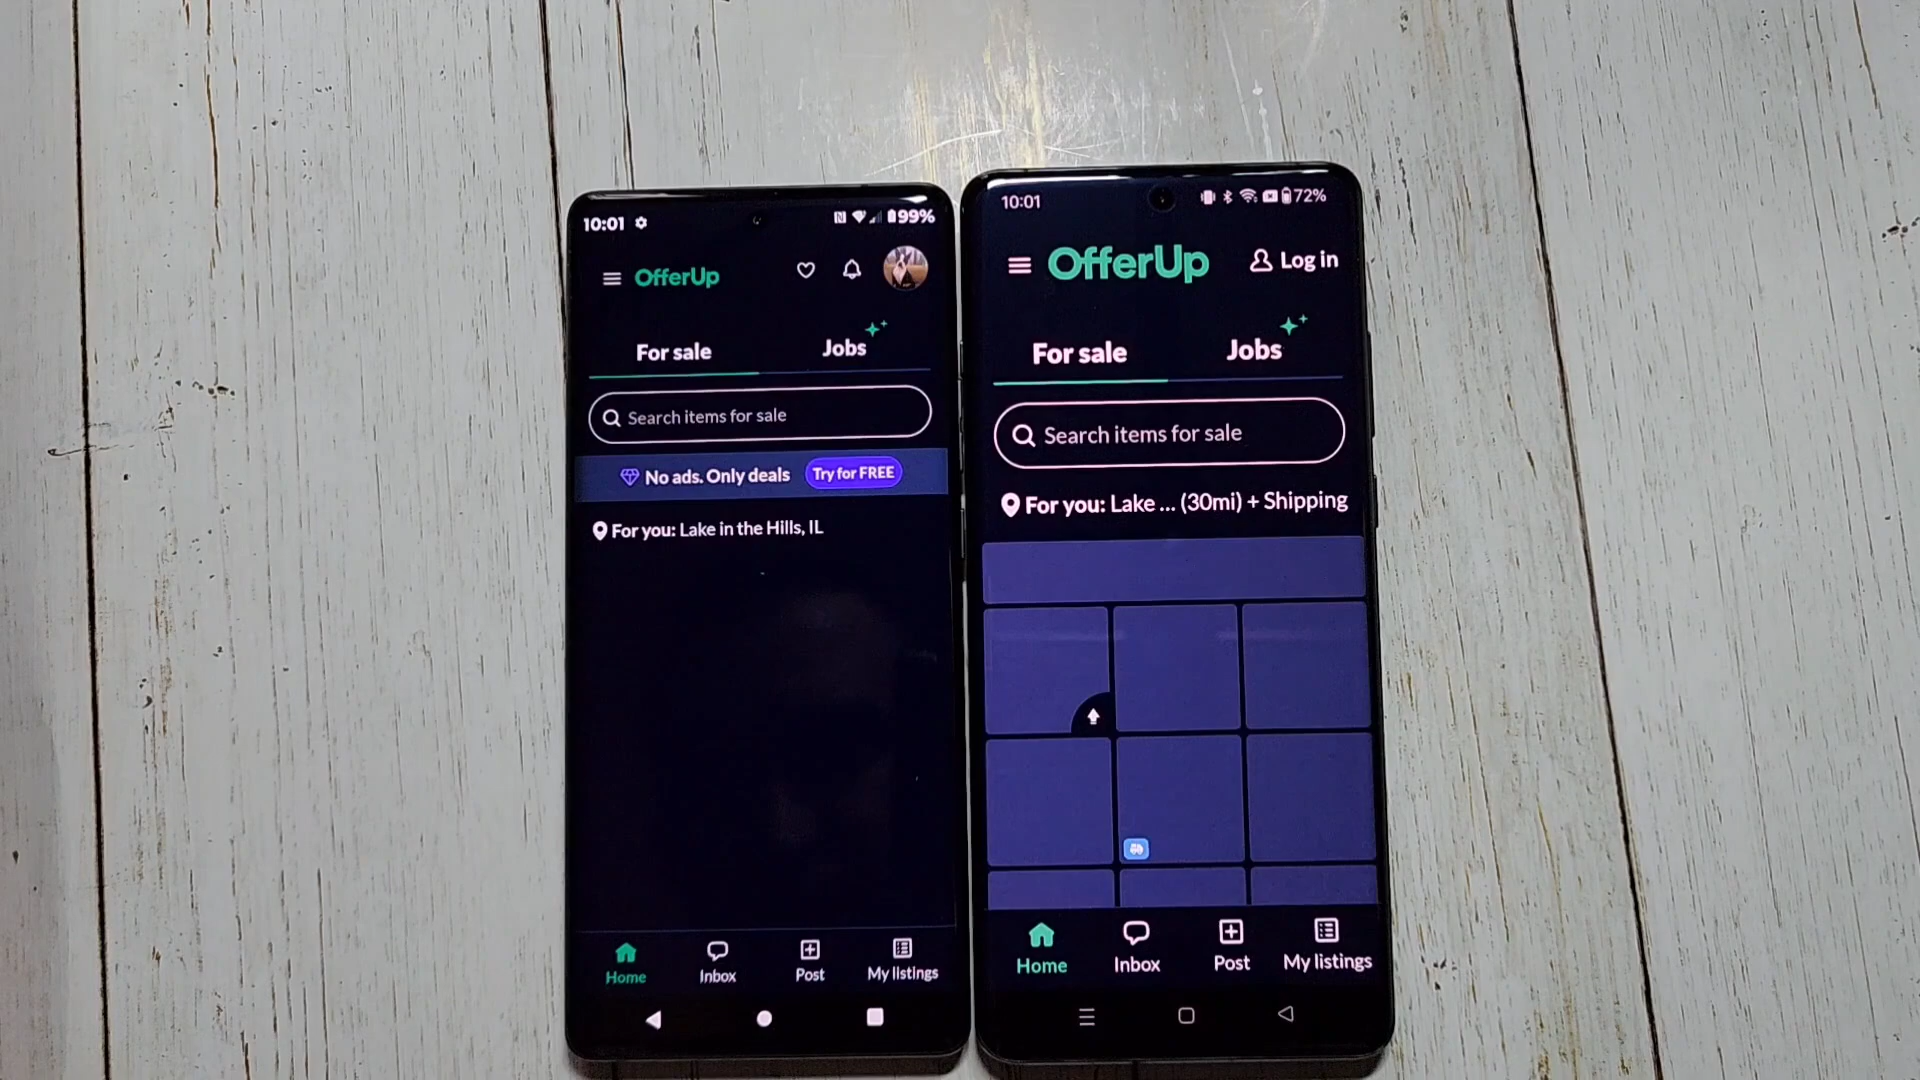 10:01
99%
OfferUp
For sale
Jobs
Search items for sale
No ads. Only deals
Try for FREE
For you: Lake in the Hills, IL
Home
Inbox
Post
My listings
10:01
72%
OfferUp
Log in
For sale
Jobs
Search items for sale
For you: Lake ... (30mi) + Shipping
Home
Inbox
Post
My listings